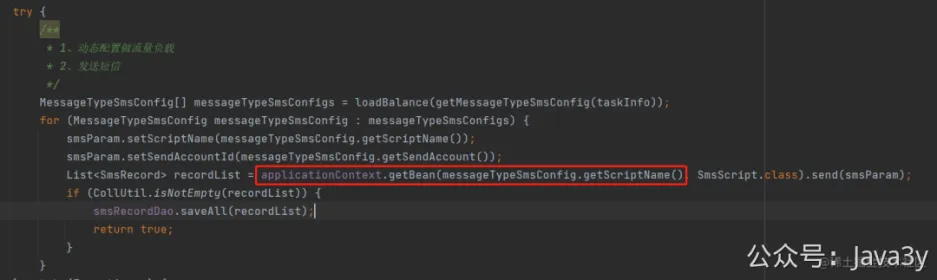 try {
/**
* 1、动态配置做流量负载
* 2、发送短信
*/
MessageTypeSmsConfig[] messageTypeSmsConfigs = loadBalance(getMessageTypeSmsConfig(taskInfo));
for (MessageTypeSmsConfig messageTypeSmsConfig : messageTypeSmsConfigs) {
smsParam.setScriptName(messageTypeSmsConfig.getScriptName());
smsParam.setSendAccountId(messageTypeSmsConfig.getSendAccount());
List<SmsRecord> recordList = applicationContext.getBean(messageTypeSmsConfig.getScriptName(), SmsScript.class).send(smsParam);
if (CollUtil.isNotEmpty(recordList)) {
smsRecordDao.saveAll(recordList);
return true;
}
}
公众号：Java3y